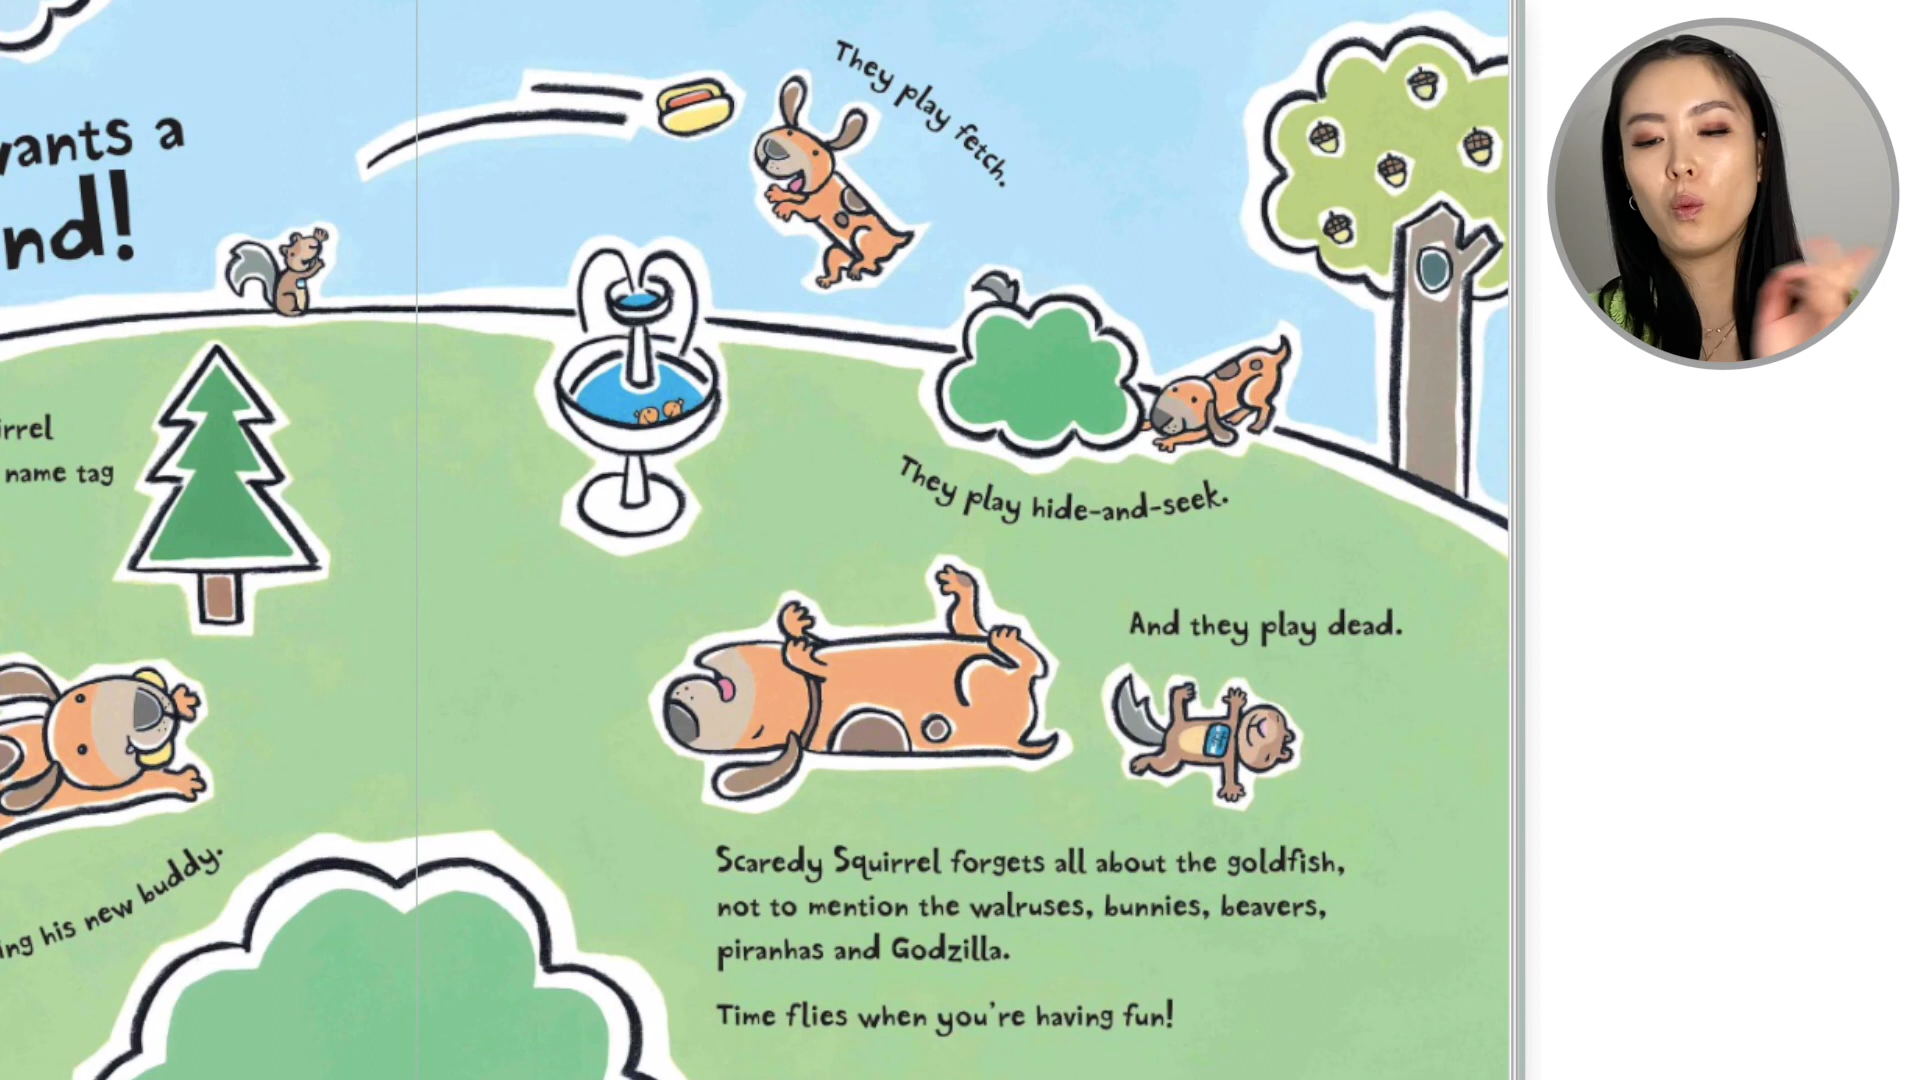 wants a
nd!
They play fetch.
irrel
name tag
They play hide-and-seek.
And they play dead.
ing his new buddy.
Scaredy Squirrel forgets all about the goldfish,
not to mention the walruses, bunnies, beavers,
piranhas and Godzilla.
Time flies when you're having fun!